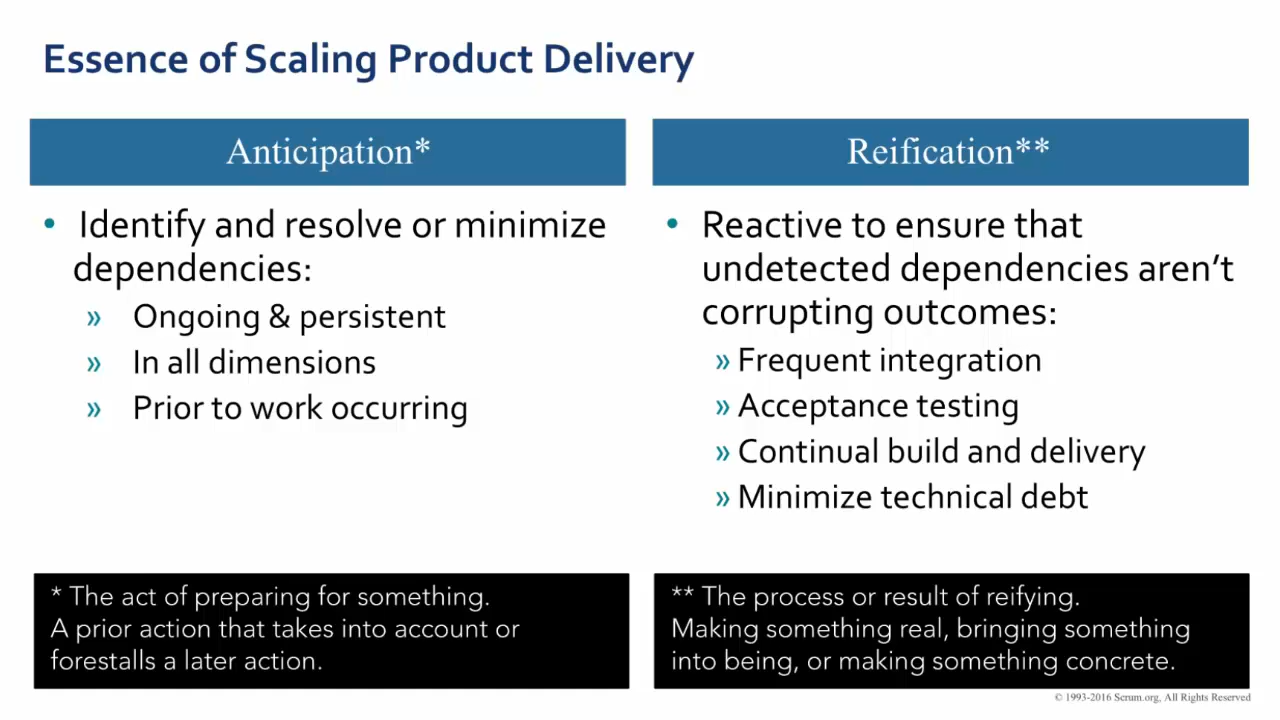 Essence of Scaling Product Delivery
Anticipation*
• Identify and resolve or minimize
dependencies:
» Ongoing & persistent
» In all dimensions
» Prior to work occurring
* The act of preparing for something.
A prior action that takes into account or
forestalls a later action.
Reification**
• Reactive to ensure that
undetected dependencies aren’t
corrupting outcomes:
» Frequent integration
» Acceptance testing
» Continual build and delivery
» Minimize technical debt
** The process or result of reifying.
Making something real, bringing something
into being, or making something concrete.
© 1993-2016 Scrum.org, All Rights Reserved